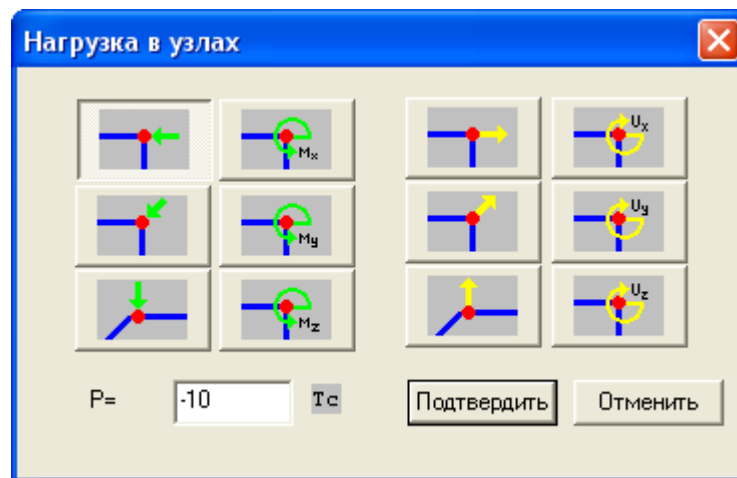 Нагрузка в узлах
Mx
Ux
My
Uy
Mz
Uz
P= -10 Тс
Подтвердить Отменить